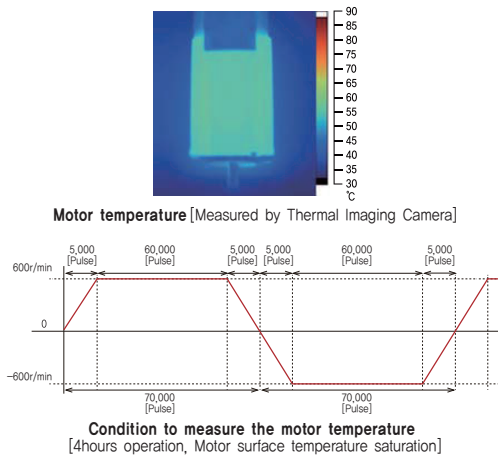 90
85
80
75
70
65
60
55
50
45
40
35
30
℃
Motor temperature [Measured by Thermal Imaging Camera]
5,000 60,000 5,000 5,000 60,000 5,000
[Pulse] [Pulse] [Pulse] [Pulse] [Pulse] [Pulse]
600r/min
0
-600r/min
70,000 70,000
[Pulse] [Pulse]
Condition to measure the motor temperature
[4hours operation, Motor surface temperature saturation]